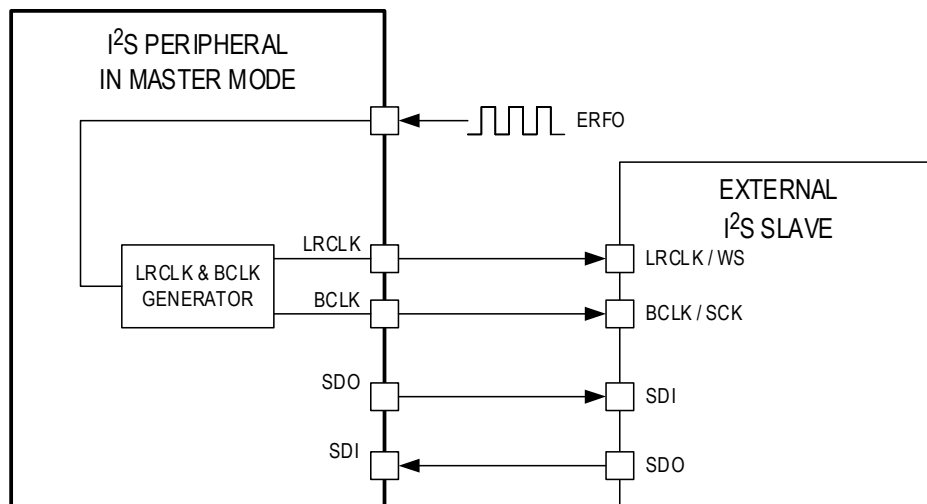 I²S PERIPHERAL
IN MASTER MODE
ERFO
EXTERNAL
I²S SLAVE
LRCLK
LRCLK / WS
LRCLK & BCLK
GENERATOR
BCLK
BCLK / SCK
SDO
SDI
SDI
SDO